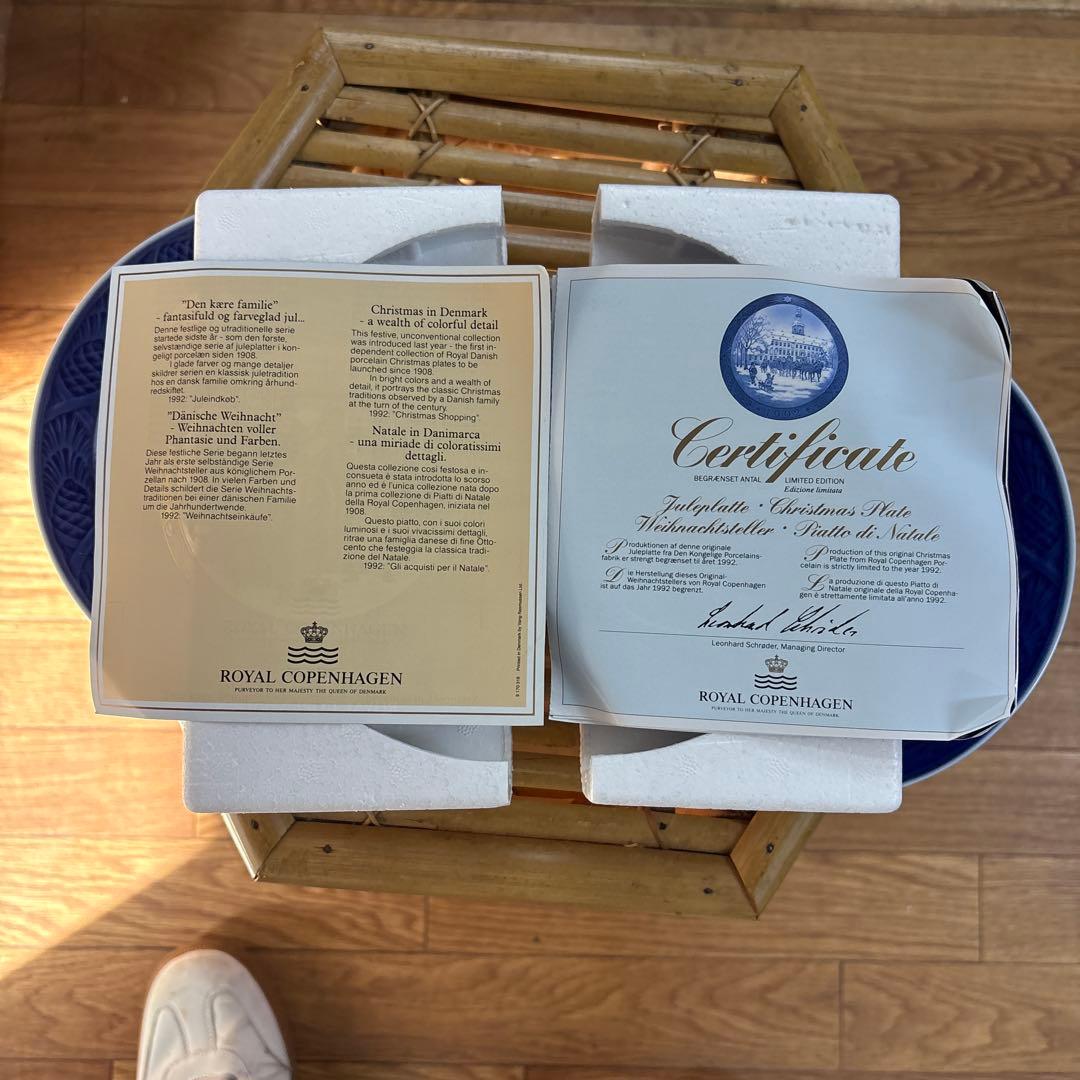 "Den kære familie"
- fantasifuld og farveglad jul...
Denne festlige og utraditionelle serie
startede sidste år - som den første,
selvstændige serie af juleplatter i kon-
geligt porcelæn siden 1908.
I glade farver og mange detaljer
skildrer serien en klassisk juletradition
hos en dansk familie omkring århund-
redskiftet.
1992: "Juleindkøb".
"Dänische Weihnacht"
- Weihnachten voller
Phantasie und Farben.
Diese festliche Serie begann letztes
Jahr als erste selbständige Serie
Weihnachtsteller aus königlichem Por-
zellan nach 1908. In vielen Farben und
Details schildert die Serie Weihnachts-
traditionen bei einer dänischen Familie
um die Jahrhundertwende.
1992: "Weihnachtseinkäufe".
Christmas in Denmark
- a wealth of colorful detail
This festive, unconventional collection
was introduced last year - the first in-
dependent collection of Royal Danish
porcelain Christmas plates to be
launched since 1908.
In bright colors and a wealth of
detail, it portrays the classic Christmas
traditions observed by a Danish family
at the turn of the century.
1992: "Christmas Shopping".
Natale in Danimarca
- una miriade di coloratissimi
dettagli.
Questa collezione così festosa e in-
consueta è stata introdotta lo scorso
anno ed è l'unica collezione nata dopo
la prima collezione di Piatti di Natale
della Royal Copenhagen, iniziata nel
1908.
Questo piatto, con i suoi colori
luminosi e i suoi vivacissimi dettagli,
ritrae una famiglia danese di fine Otto-
cento che festeggia la classica tradi-
zione del Natale.
1992: "Gli acquisti per il Natale".
ROYAL COPENHAGEN
PURVEYOR TO HER MAJESTY THE QUEEN OF DENMARK
Printed in Denmark by
1992
Certificate
BEGRÆNSET ANTAL LIMITED EDITION
Edizione limitata
Juleplatte · Christmas Plate
Weihnachtsteller · Piatto di Natale
Produktionen af denne originale
Juleplatte fra Den Kongelige Porcelains-
fabrik er strengt begrænset til året 1992.
Die Herstellung dieses Original-
Weihnachtstellers von Royal Copenhagen
ist auf das Jahr 1992 begrenzt.
Production of this original Christmas
Plate from Royal Copenhagen Por-
celain is strictly limited to the year 1992.
La produzione di questo Piatto di
Natale originale della Royal Copenha-
gen è strettamente limitata all'anno 1992.
Leonhard Schrøder
Leonhard Schrøder, Managing Director
ROYAL COPENHAGEN
PURVEYOR TO HER MAJESTY THE QUEEN OF DENMARK